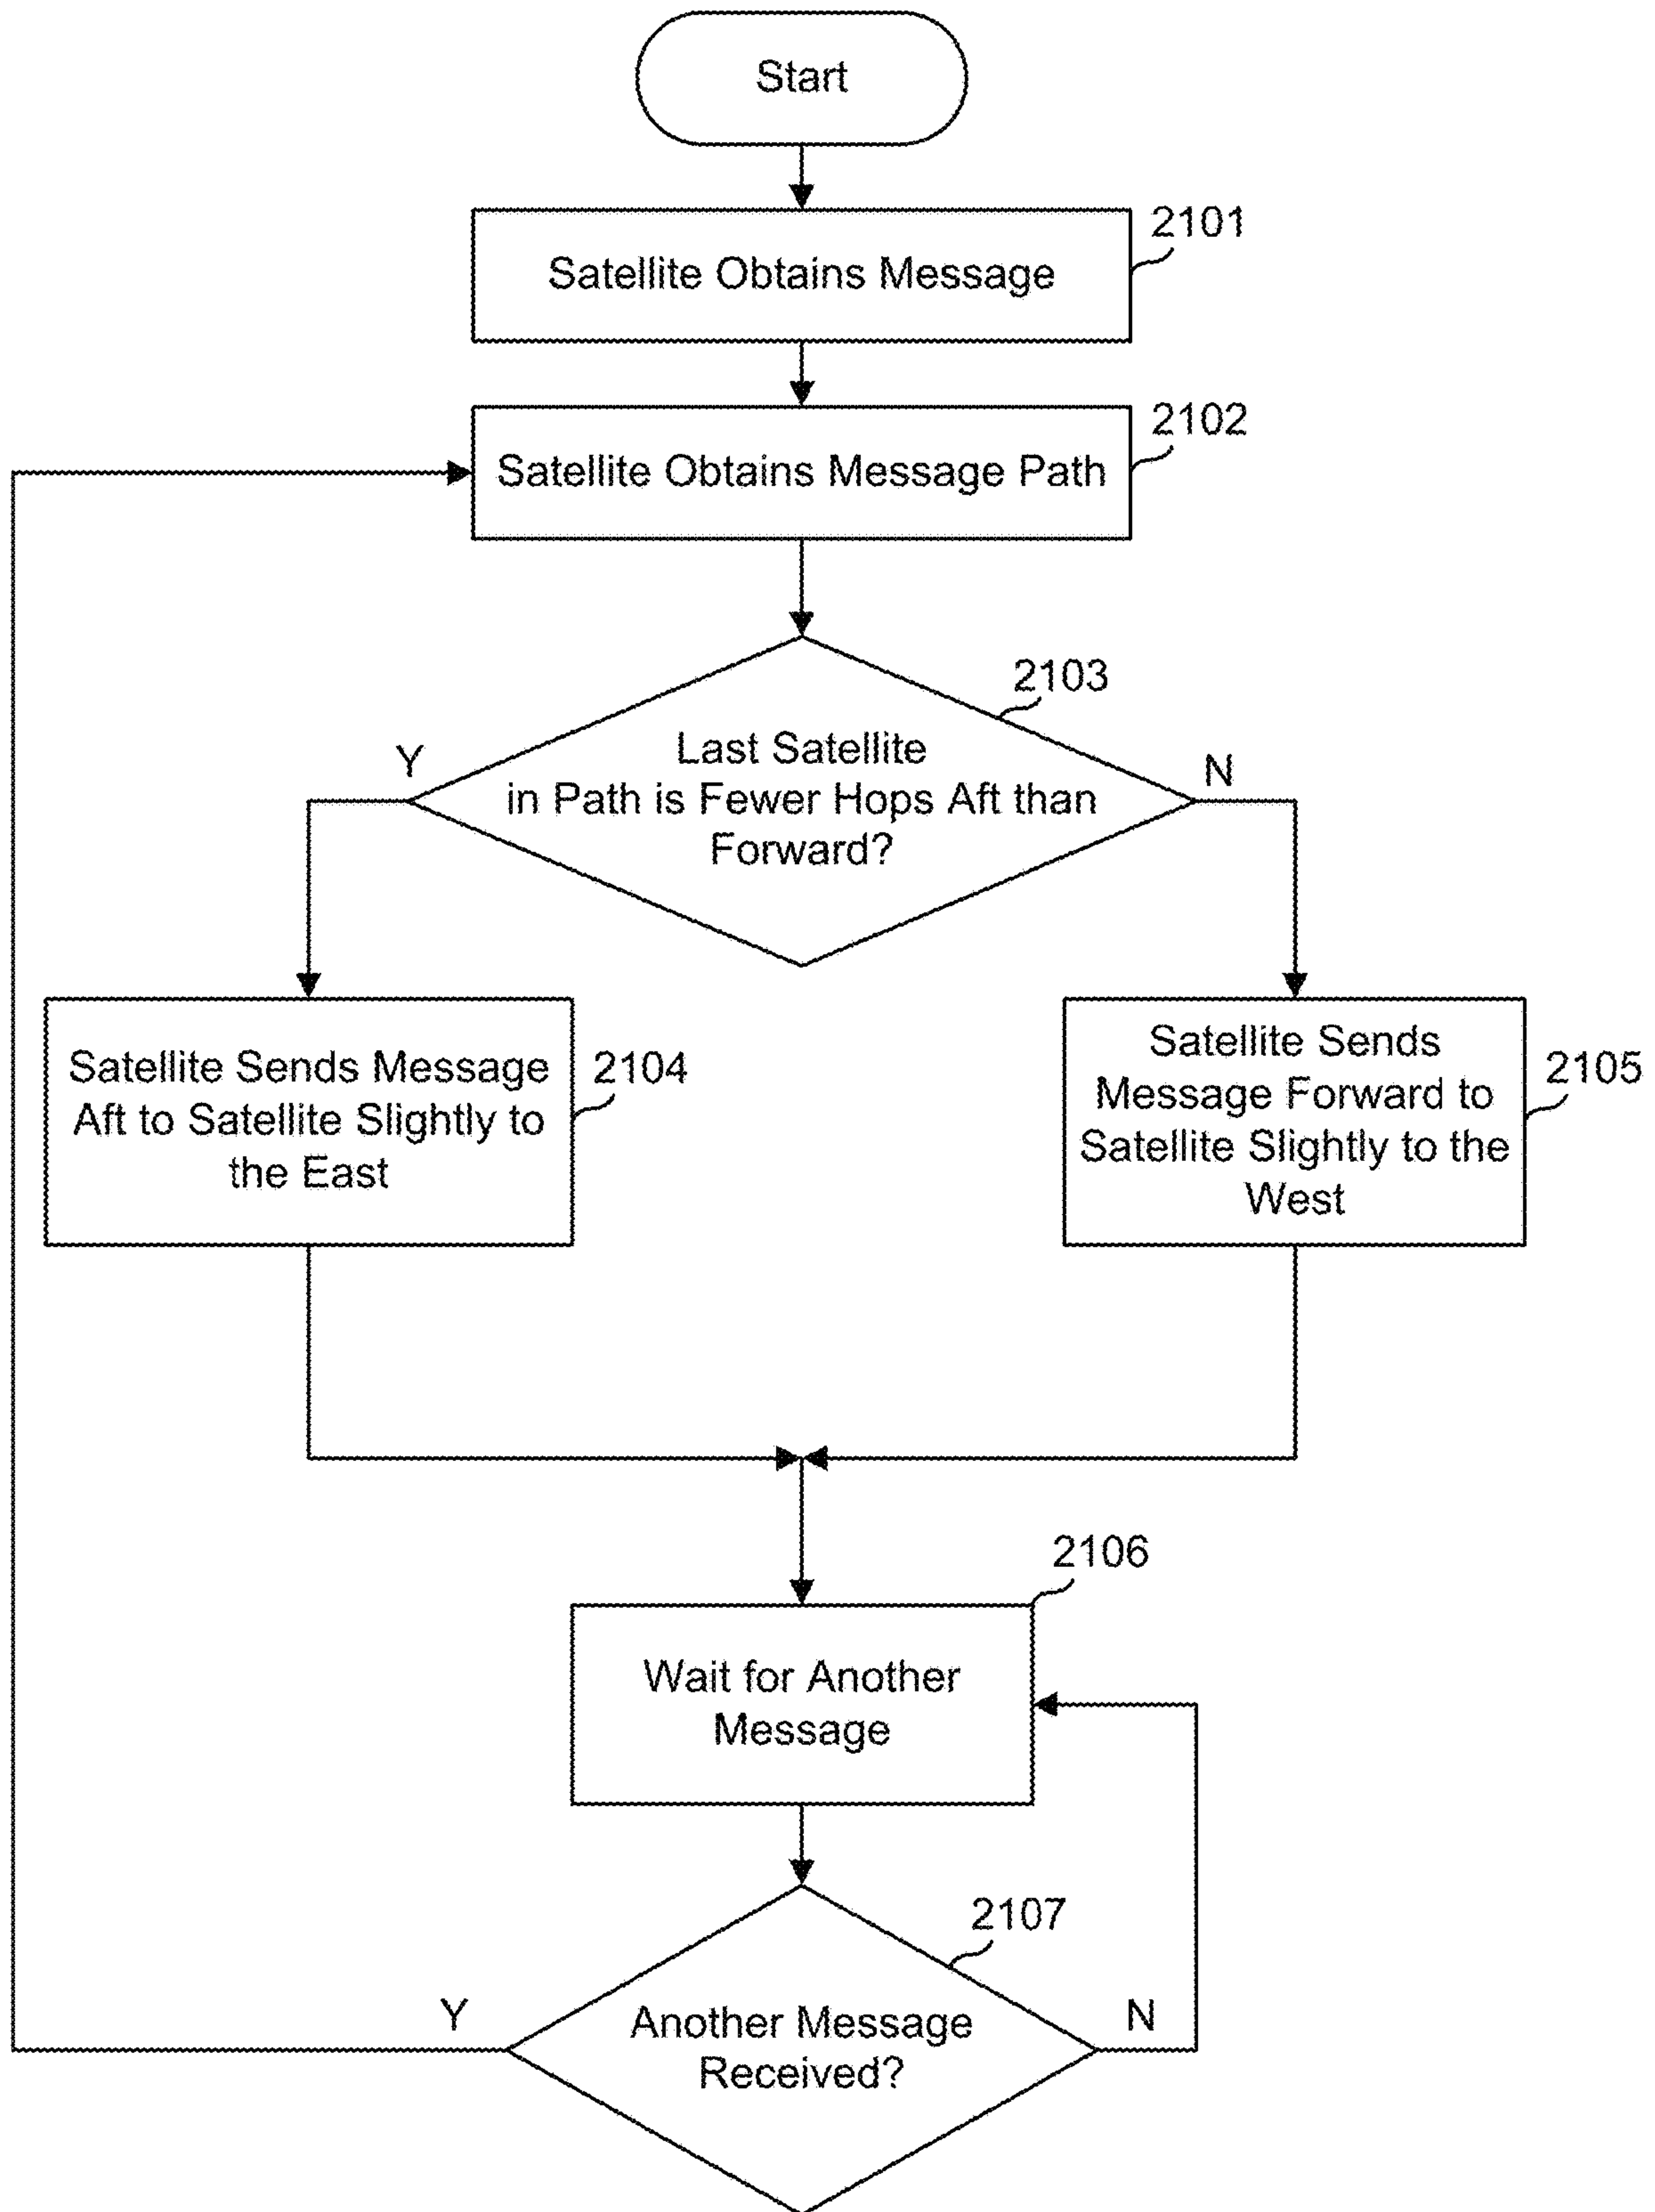 Start
2101
Satellite Obtains Message
2102
Satellite Obtains Message Path
2103
Last Satellite
in Path is Fewer Hops Aft than
Forward?
Y
N
Satellite Sends Message
Aft to Satellite Slightly to
the East
2104
Satellite Sends
Message Forward to
Satellite Slightly to the
West
2105
2106
Wait for Another
Message
2107
Another Message
Received?
Y
N